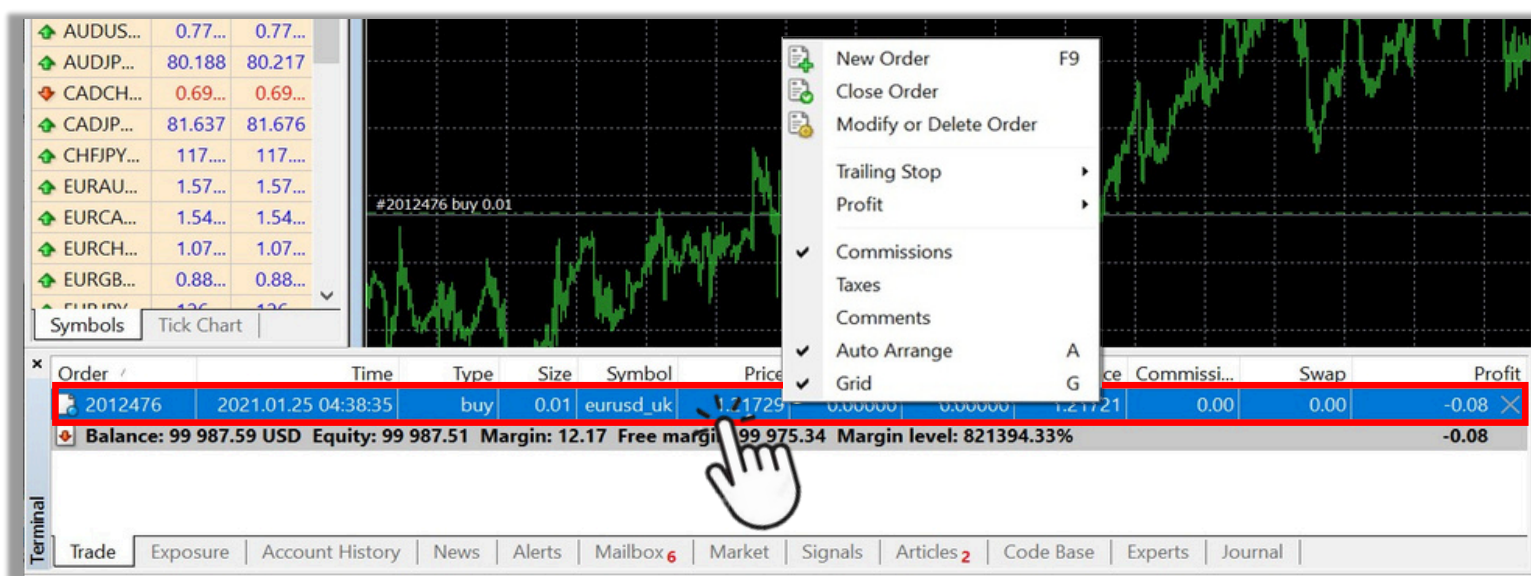 AUDUS... 0.77... 0.77...
AUDJP... 80.188 80.217
CADCH... 0.69... 0.69...
CADJP... 81.637 81.676
CHFJPY... 117.... 117....
EURAU... 1.57... 1.57...
EURCA... 1.54... 1.54...
EURCH... 1.07... 1.07...
EURGB... 0.88... 0.88...
Symbols Tick Chart
#2012476 buy 0.01
New Order F9
Close Order
Modify or Delete Order
Trailing Stop
Profit
Commissions
Taxes
Comments
Auto Arrange A
Grid G
Order / Time Type Size Symbol Price Commissi... Swap Profit
2012476 2021.01.25 04:38:35 buy 0.01 eurusd_uk 1.21729 0.00000 0.00000 1.21721 0.00 0.00 -0.08
Balance: 99 987.59 USD Equity: 99 987.51 Margin: 12.17 Free margin: 99 975.34 Margin level: 821394.33% -0.08
Terminal
Trade Exposure Account History News Alerts Mailbox 6 Market Signals Articles 2 Code Base Experts Journal